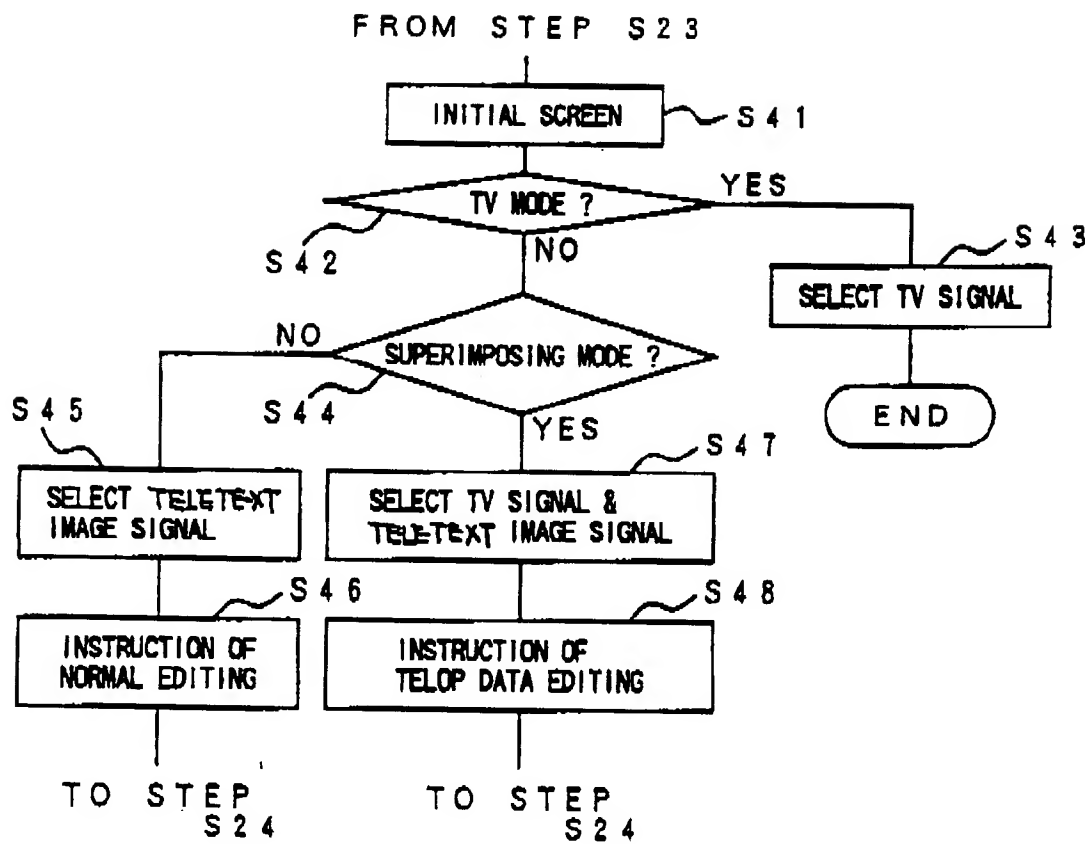 FROM STEP S23
INITIAL SCREEN
S41
TV MODE ?
YES
S42
NO
S43
SELECT TV SIGNAL
END
SUPERIMPOSING MODE ?
NO
S44
YES
S45
SELECT TELETEXT
IMAGE SIGNAL
S47
SELECT TV SIGNAL &
TELETEXT IMAGE SIGNAL
S46
INSTRUCTION OF
NORMAL EDITING
S48
INSTRUCTION OF
TELOP DATA EDITING
TO STEP
S24
TO STEP
S24